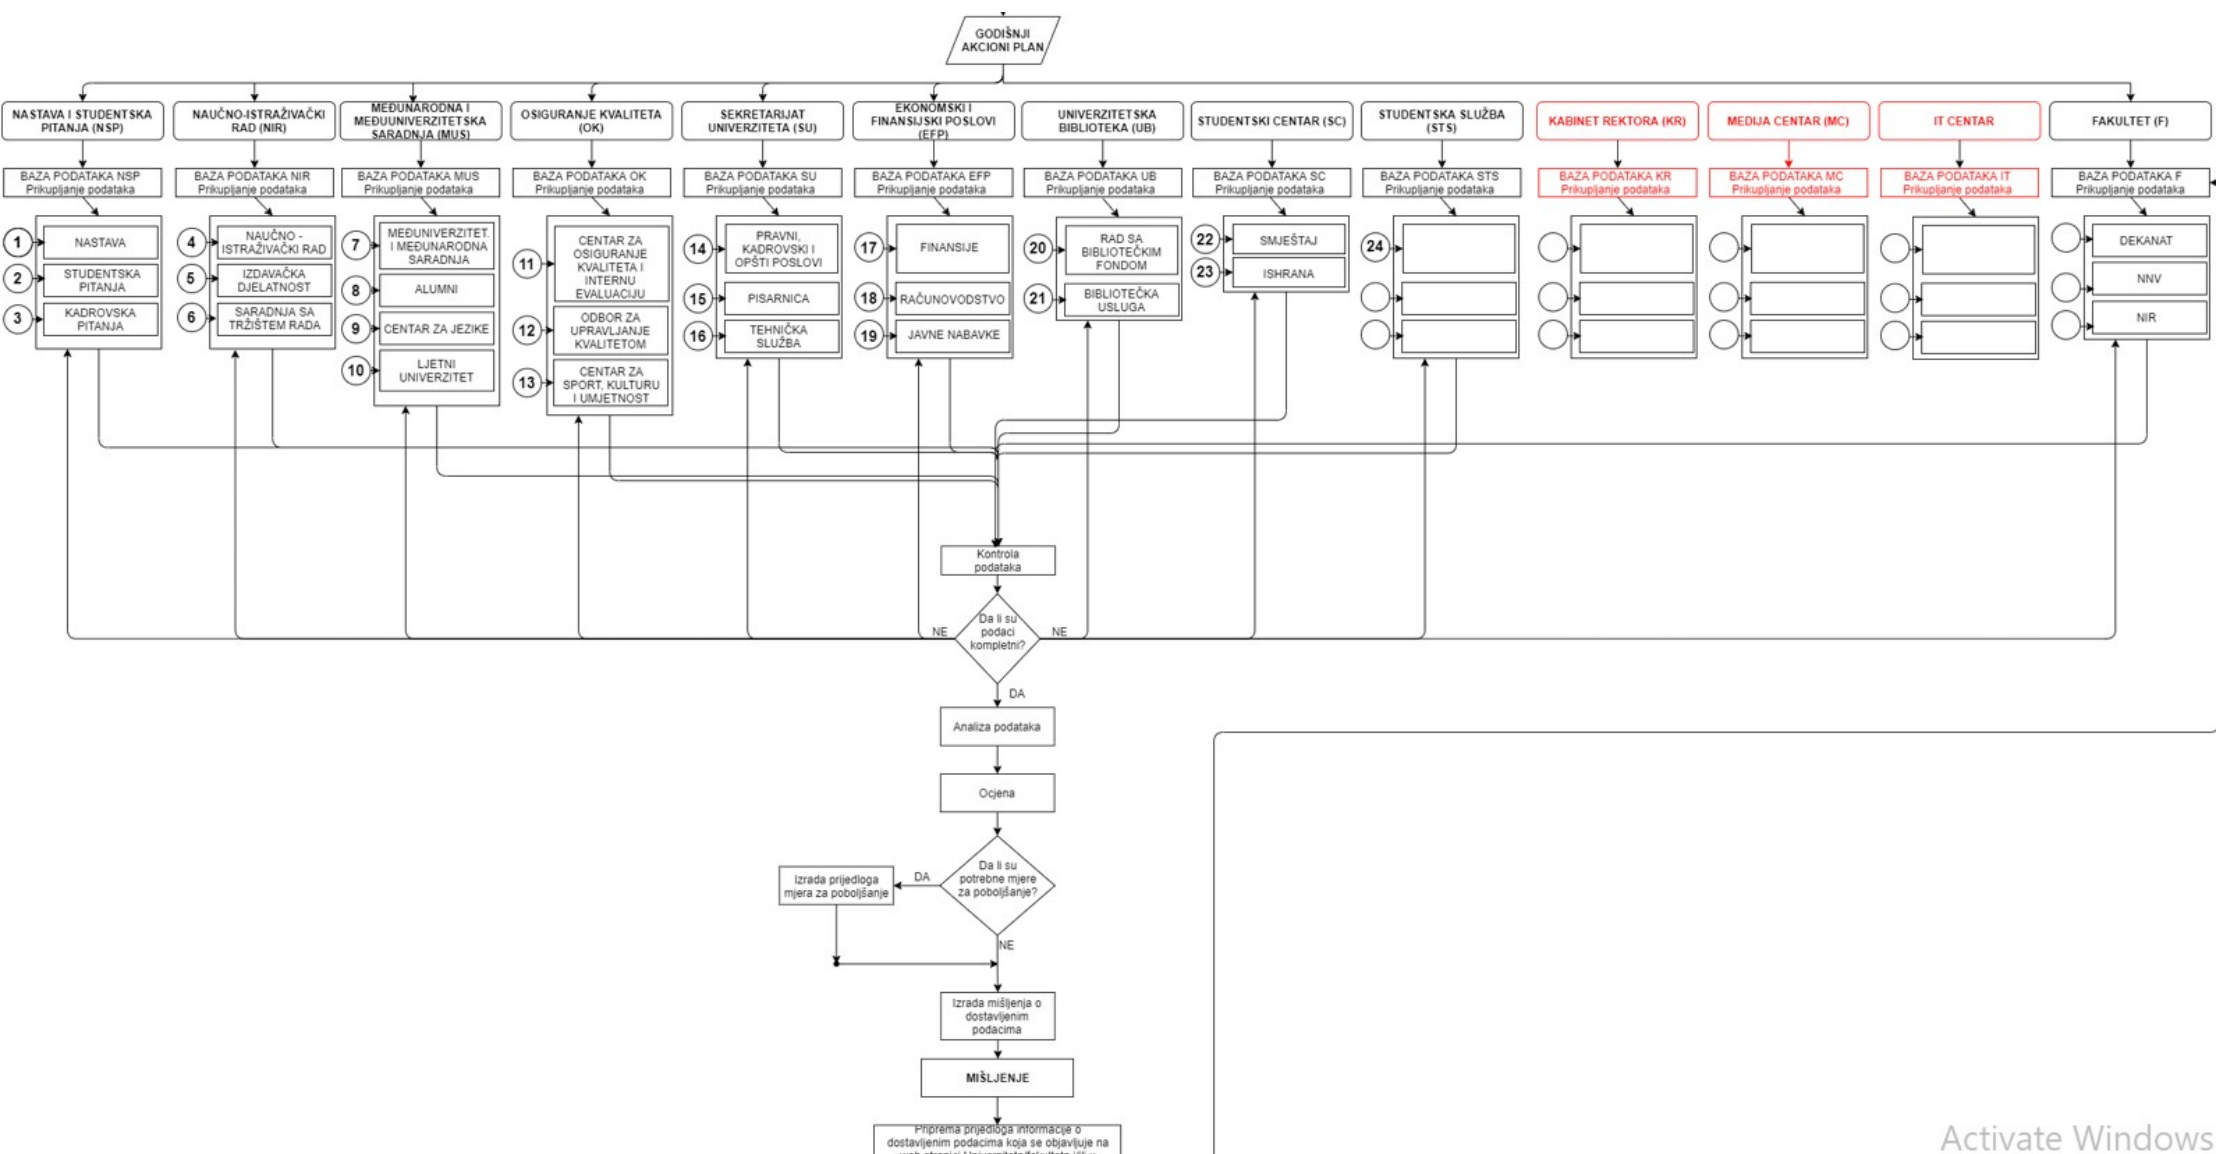 GODIŠNJI
AKCIONI PLAN
NASTAVA I STUDENTSKA
PITANJA (NSP)
NAUČNO-ISTRAŽIVAČKI
RAD (NIR)
MEĐUNARODNA I
MEĐUUNIVERZITETSKA
SARADNJA (MUS)
OSIGURANJE KVALITETA
(OK)
SEKRETARIJAT
UNIVERZITETA (SU)
EKONOMSKI I
FINANSIJSKI POSLOVI
(EFP)
UNIVERZITETSKA
BIBLIOTEKA (UB)
STUDENTSKI CENTAR (SC)
STUDENTSKA SLUŽBA
(STS)
KABINET REKTORA (KR)
MEDIJA CENTAR (MC)
IT CENTAR
FAKULTET (F)
BAZA PODATAKA NSP
Prikupljanje podataka
BAZA PODATAKA NIR
Prikupljanje podataka
BAZA PODATAKA MUS
Prikupljanje podataka
BAZA PODATAKA OK
Prikupljanje podataka
BAZA PODATAKA SU
Prikupljanje podataka
BAZA PODATAKA EFP
Prikupljanje podataka
BAZA PODATAKA UB
Prikupljanje podataka
BAZA PODATAKA SC
Prikupljanje podataka
BAZA PODATAKA STS
Prikupljanje podataka
BAZA PODATAKA KR
Prikupljanje podataka
BAZA PODATAKA MC
Prikupljanje podataka
BAZA PODATAKA IT
Prikupljanje podataka
BAZA PODATAKA F
Prikupljanje podataka
1
NASTAVA
2
STUDENTSKA
PITANJA
3
KADROVSKA
PITANJA
4
NAUČNO -
ISTRAŽIVAČKI RAD
5
IZDAVAČKA
DJELATNOST
6
SARADNJA SA
TRŽIŠTEM RADA
7
MEĐUNIVERZITET.
I MEĐUNARODNA
SARADNJA
8
ALUMNI
9
CENTAR ZA JEZIKE
10
LJETNI
UNIVERZITET
11
CENTAR ZA
OSIGURANJE
KVALITETA I
INTERNU
EVALUACIJU
12
ODBOR ZA
UPRAVLJANJE
KVALITETOM
13
CENTAR ZA
SPORT, KULTURU
I UMJETNOST
14
PRAVNI,
KADROVSKI I
OPŠTI POSLOVI
15
PISARNICA
16
TEHNIČKA
SLUŽBA
17
FINANSIJE
18
RAČUNOVODSTVO
19
JAVNE NABAVKE
20
RAD SA
BIBLIOTEČKIM
FONDOM
21
BIBLIOTEČKA
USLUGA
22
SMJEŠTAJ
23
ISHRANA
24
DEKANAT
NNV
NIR
Kontrola
podataka
Da li su
podaci
kompletni?
NE
NE
DA
Analiza podataka
Ocjena
Da li su
potrebne mjere
za poboljšanje?
DA
Izrada prijedloga
mjera za poboljšanje
NE
Izrada mišljenja o
dostavljenim
podacima
MIŠLJENJE
Priprema prijedloga informacije o
dostavljenim podacima koja se objavljuje na
Activate Windows